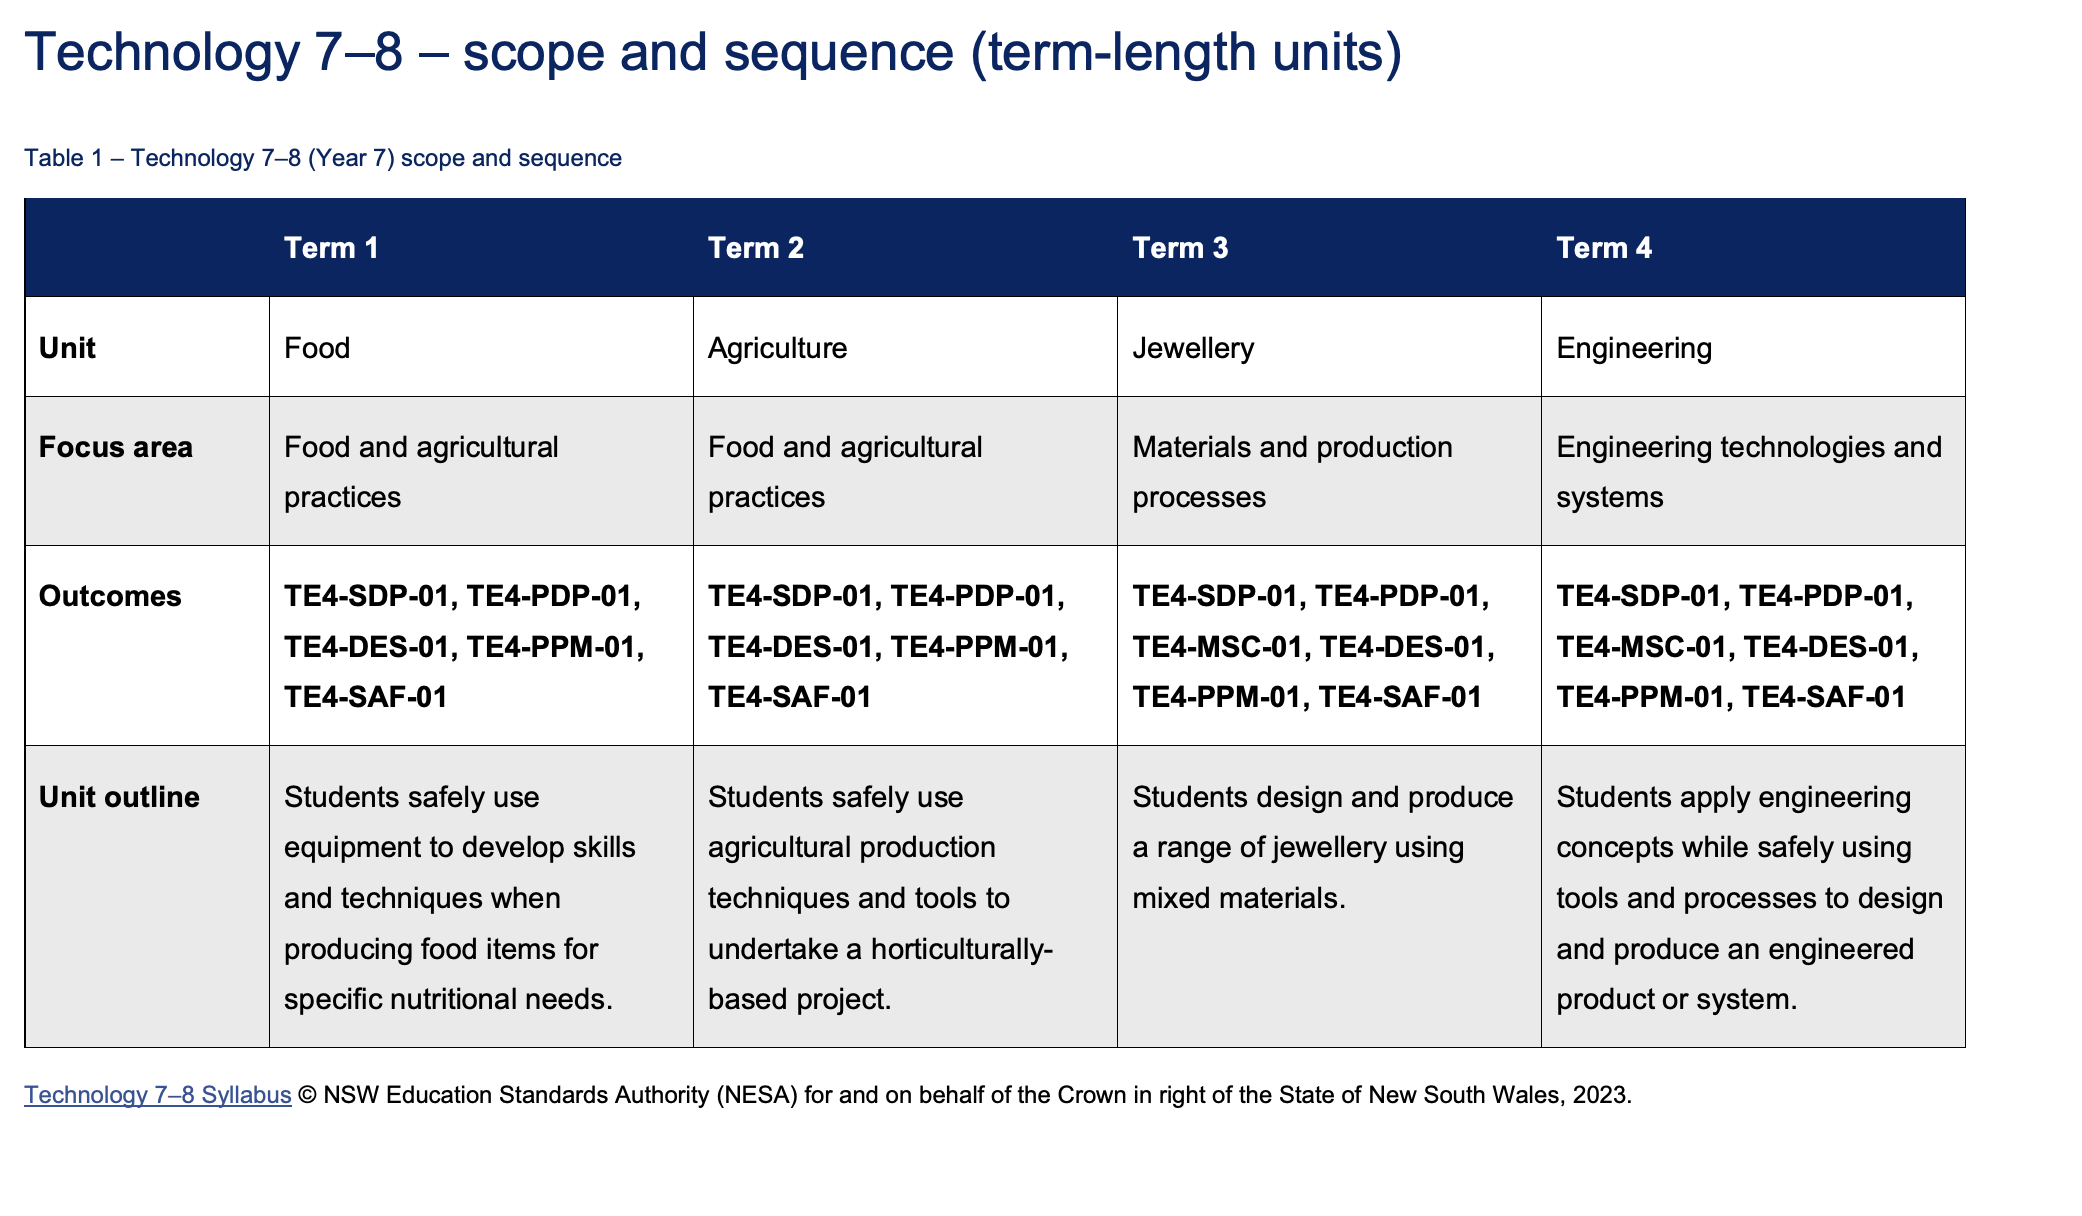 Technology 7–8 – scope and sequence (term-length units)
Table 1 – Technology 7–8 (Year 7) scope and sequence
Term 1
Term 2
Term 3
Term 4
Unit
Food
Agriculture
Jewellery
Engineering
Focus area
Food and agricultural
practices
Food and agricultural
practices
Materials and production
processes
Engineering technologies and
systems
Outcomes
TE4-SDP-01, TE4-PDP-01,
TE4-DES-01, TE4-PPM-01,
TE4-SAF-01
TE4-SDP-01, TE4-PDP-01,
TE4-DES-01, TE4-PPM-01,
TE4-SAF-01
TE4-SDP-01, TE4-PDP-01,
TE4-MSC-01, TE4-DES-01,
TE4-PPM-01, TE4-SAF-01
TE4-SDP-01, TE4-PDP-01,
TE4-MSC-01, TE4-DES-01,
TE4-PPM-01, TE4-SAF-01
Unit outline
Students safely use
equipment to develop skills
and techniques when
producing food items for
specific nutritional needs.
Students safely use
agricultural production
techniques and tools to
undertake a horticulturally-
based project.
Students design and produce
a range of jewellery using
mixed materials.
Students apply engineering
concepts while safely using
tools and processes to design
and produce an engineered
product or system.
Technology 7–8 Syllabus © NSW Education Standards Authority (NESA) for and on behalf of the Crown in right of the State of New South Wales, 2023.